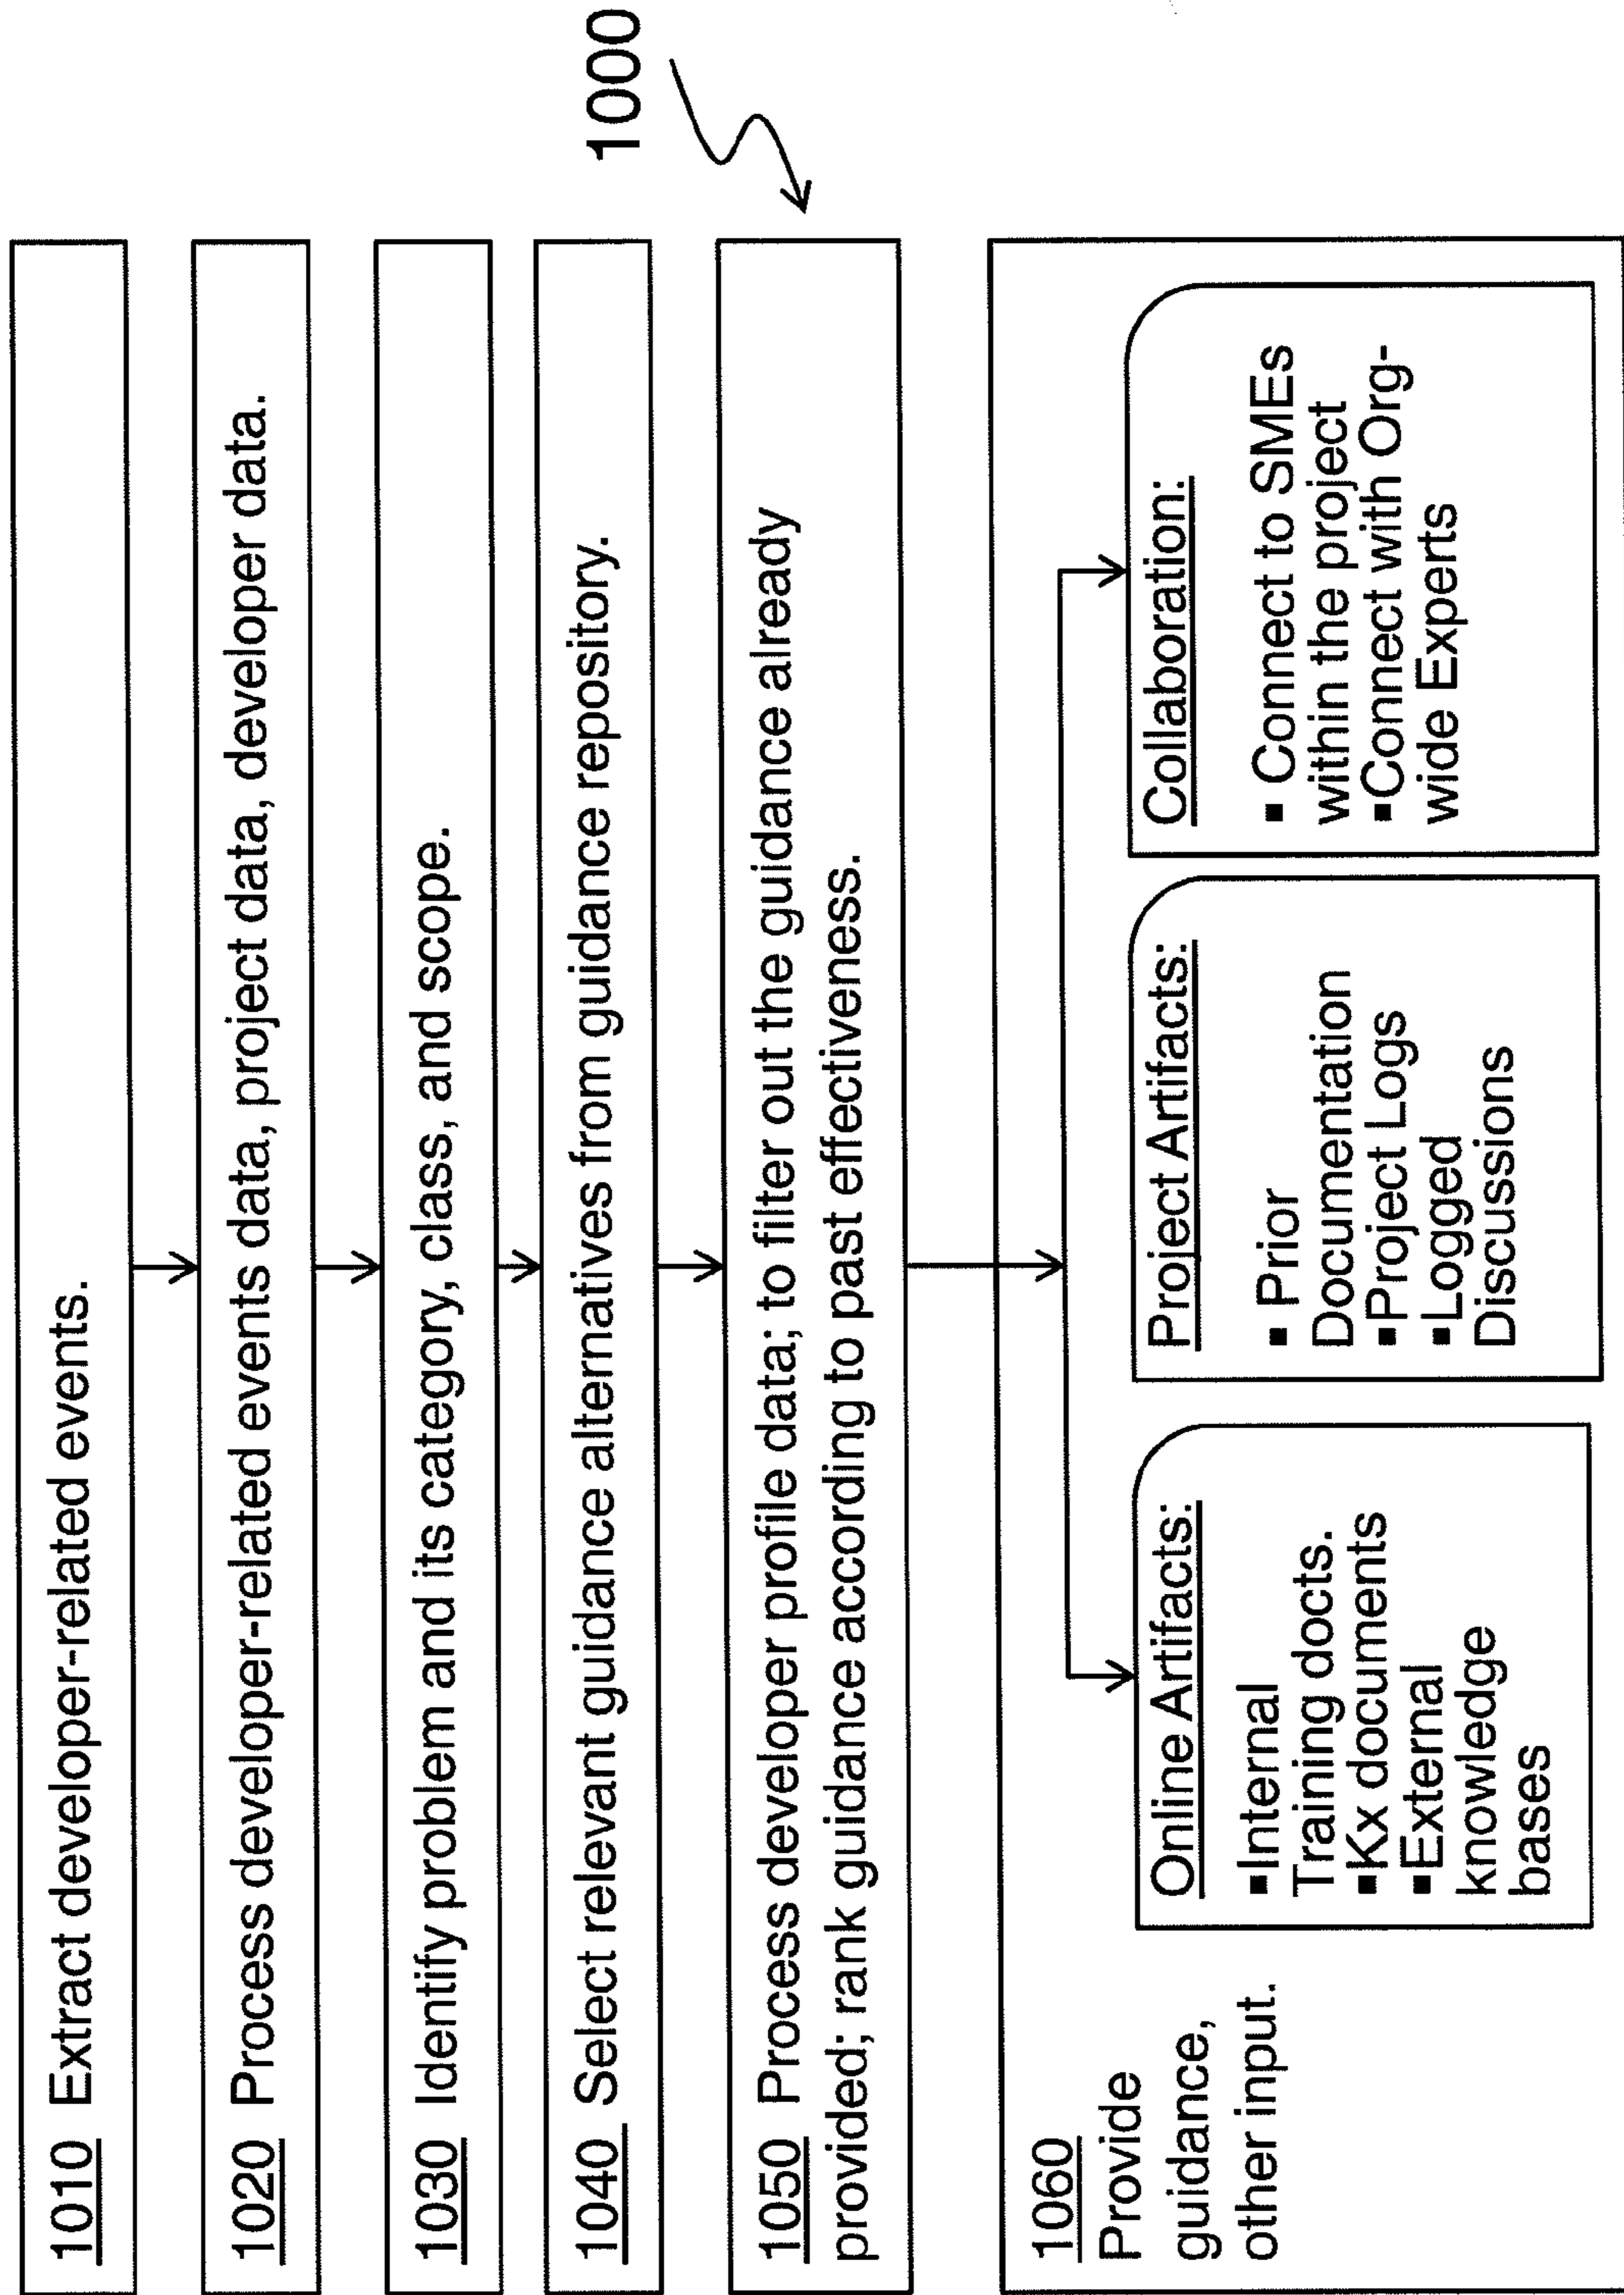 1000
1010 Extract developer-related events.
1020 Process developer-related events data, project data, developer data.
1030 Identify problem and its category, class, and scope.
1040 Select relevant guidance alternatives from guidance repository.
1050 Process developer profile data; to filter out the guidance already
provided; rank guidance according to past effectiveness.
1060
Provide
guidance,
other input.
Online Artifacts:
▪Internal
Training docts.
▪Kx documents
▪External
knowledge
bases
Project Artifacts:
▪ Prior
Documentation
▪Project Logs
▪Logged
Discussions
Collaboration:
▪ Connect to SMEs
within the project
▪Connect with Org-
wide Experts